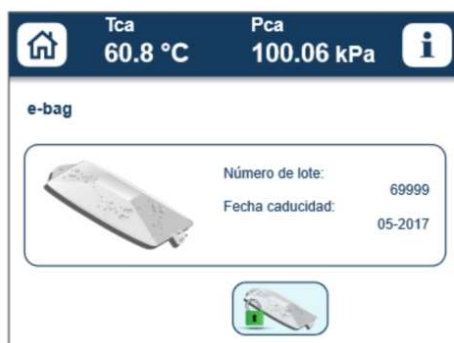 Tca
60.8 °C
Pca
100.06 kPa
i
e-bag
Número de lote:
69999
Fecha caducidad:
05-2017